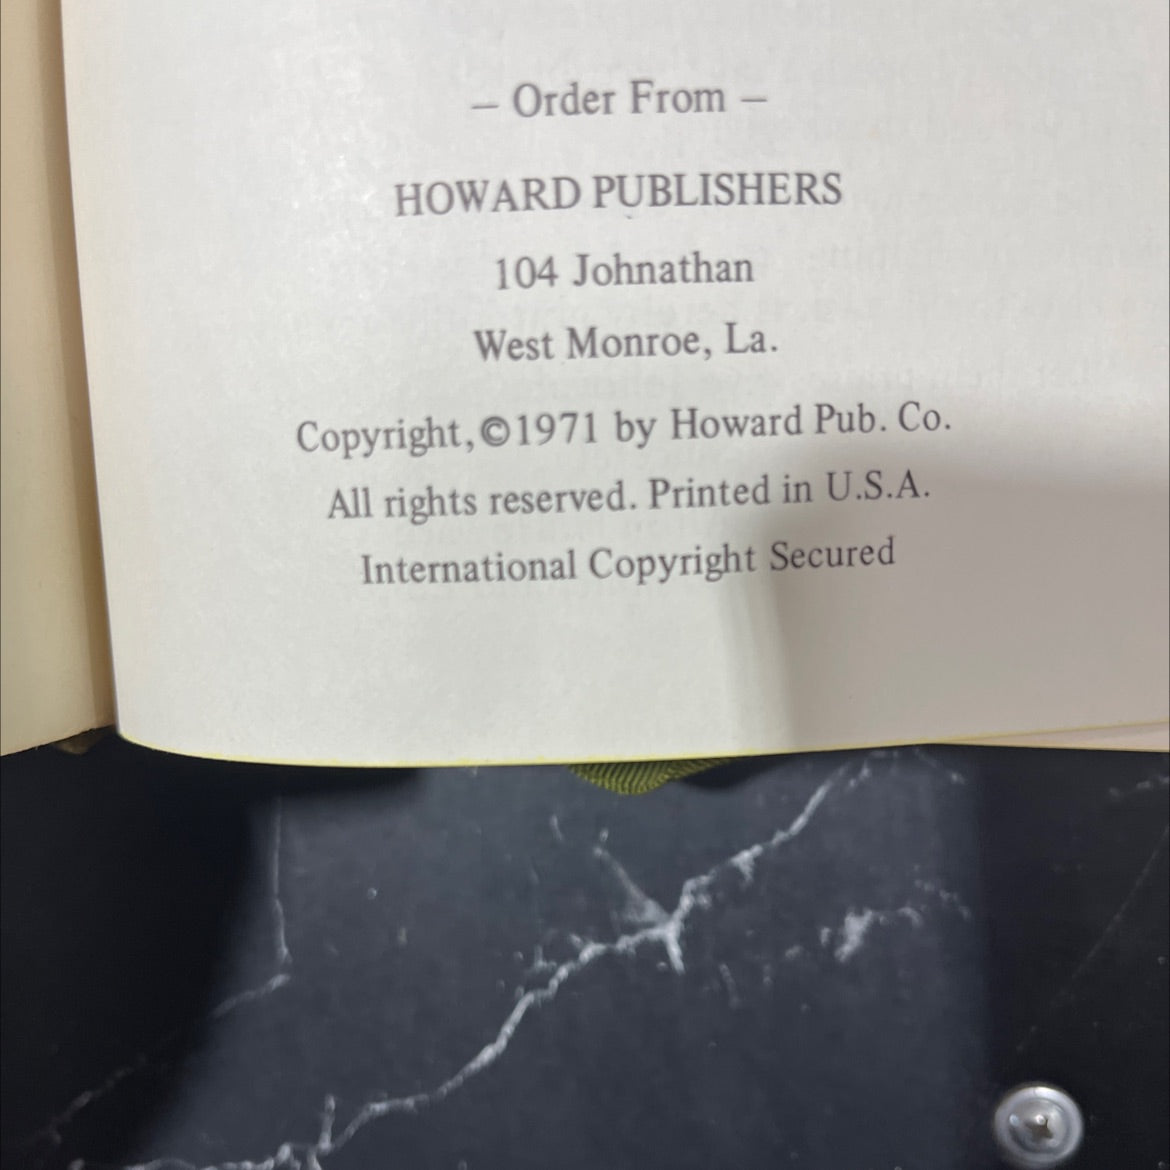 – Order From –
HOWARD PUBLISHERS
104 Johnathan
West Monroe, La.
Copyright, ©1971 by Howard Pub. Co.
All rights reserved. Printed in U.S.A.
International Copyright Secured